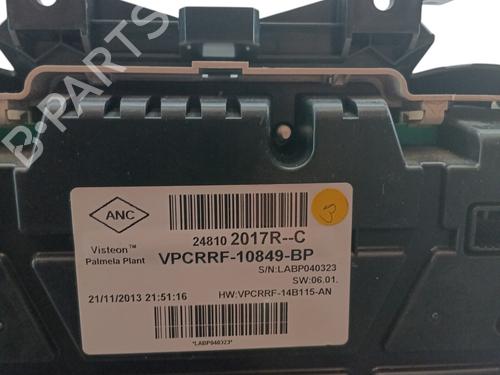 B-PARTS
ANC
24810 2017R--C
Visteon™
Palmela Plant
VPCRRF-10849-BP
S/N:LABP040323
SW:06.01.
21/11/2013 21:51:16
HW:VPCRRF-14B115-AN
*LABP040323*